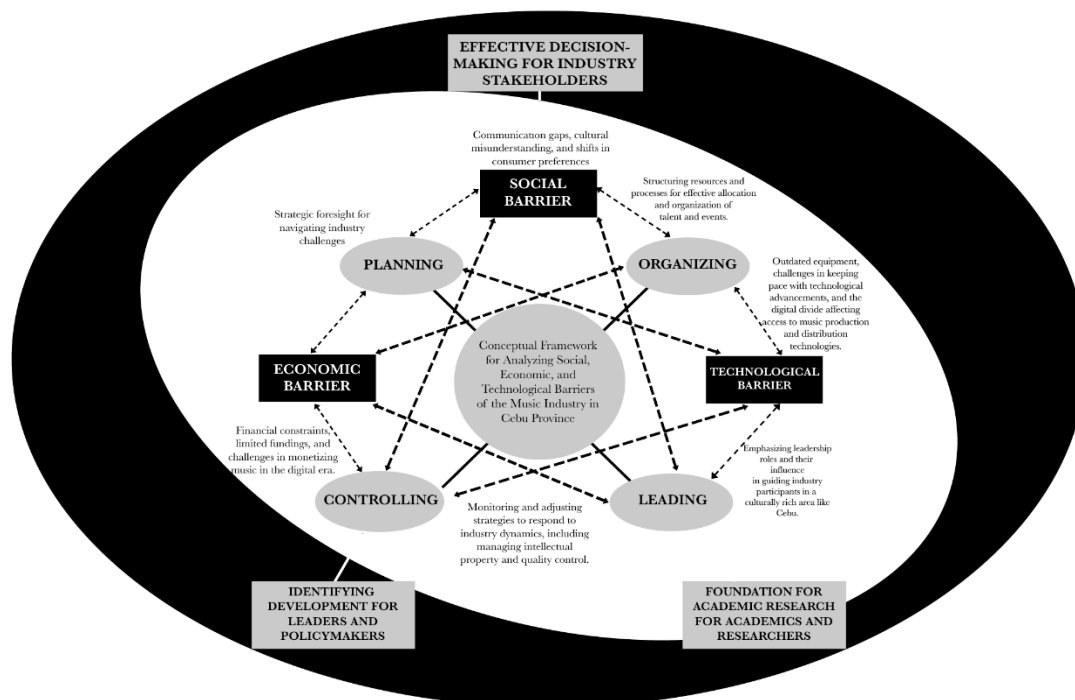 EFFECTIVE DECISION-
MAKING FOR INDUSTRY
STAKEHOLDERS
Communication gaps, cultural
misunderstanding, and shifts in
consumer preferences
SOCIAL
BARRIER
Structuring resources and
processes for effective allocation
and organization of
talent and events.
Strategic foresight for
navigating industry
challenges
PLANNING
ORGANIZING
Outdated equipment,
challenges in keeping
pace with technological
advancements, and the
digital divide affecting
access to music production
and distribution
technologies.
Conceptual Framework
for Analyzing Social,
Economic, and
Technological Barriers
of the Music Industry in
Cebu Province
ECONOMIC
BARRIER
TECHNOLOGICAL
BARRIER
Financial constraints,
limited fundings, and
challenges in monetizing
music in the digital era.
Emphasizing leadership
roles and their
influence
in guiding industry
participants in a
culturally rich area like
Cebu.
CONTROLLING
LEADING
Monitoring and adjusting
strategies to respond to
industry dynamics, including
managing intellectual
property and quality control.
IDENTIFYING
DEVELOPMENT FOR
LEADERS AND
POLICYMAKERS
FOUNDATION FOR
ACADEMIC RESEARCH
FOR ACADEMICS AND
RESEARCHERS